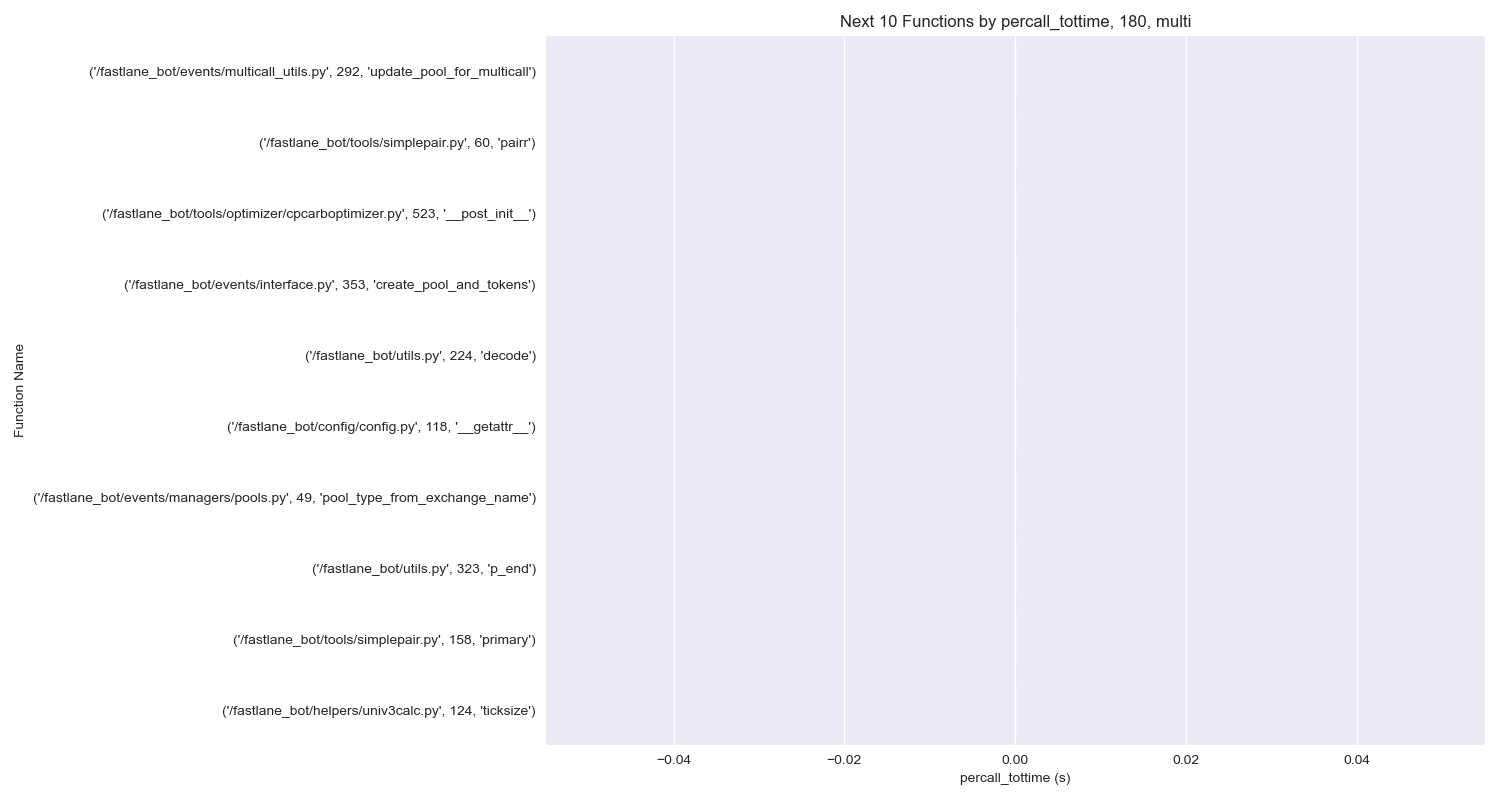 Next 10 Functions by percall_tottime, 180, multi
('/fastlane_bot/events/multicall_utils.py', 292, 'update_pool_for_multicall')
('/fastlane_bot/tools/simplepair.py', 60, 'pairr')
('/fastlane_bot/tools/optimizer/cpcarboptimizer.py', 523, '__post_init__')
('/fastlane_bot/events/interface.py', 353, 'create_pool_and_tokens')
('/fastlane_bot/utils.py', 224, 'decode')
('/fastlane_bot/config/config.py', 118, '__getattr__')
('/fastlane_bot/events/managers/pools.py', 49, 'pool_type_from_exchange_name')
('/fastlane_bot/utils.py', 323, 'p_end')
('/fastlane_bot/tools/simplepair.py', 158, 'primary')
('/fastlane_bot/helpers/univ3calc.py', 124, 'ticksize')
Function Name
−0.04 −0.02 0.00 0.02 0.04
percall_tottime (s)